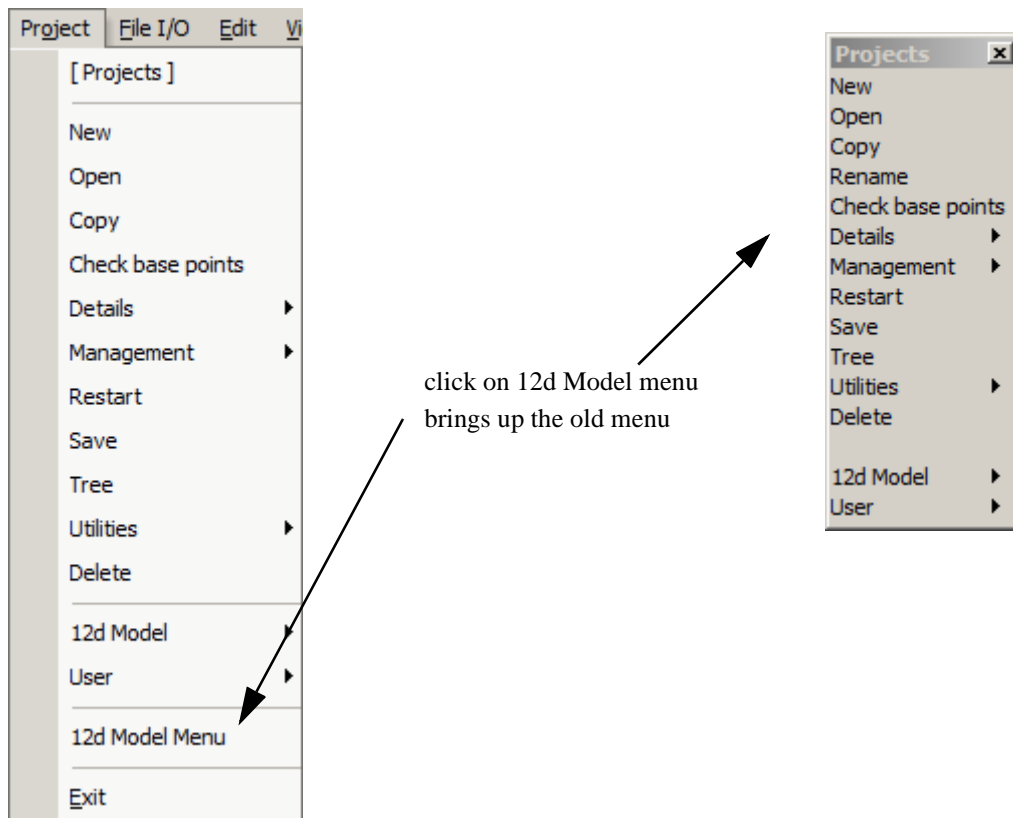 Project File I/O Edit
[ Projects ]
New
Open
Copy
Check base points
Details
Management
Restart
Save
Tree
Utilities
Delete
12d Model
User
12d Model Menu
Exit
click on 12d Model menu
brings up the old menu
Projects
New
Open
Copy
Rename
Check base points
Details
Management
Restart
Save
Tree
Utilities
Delete
12d Model
User